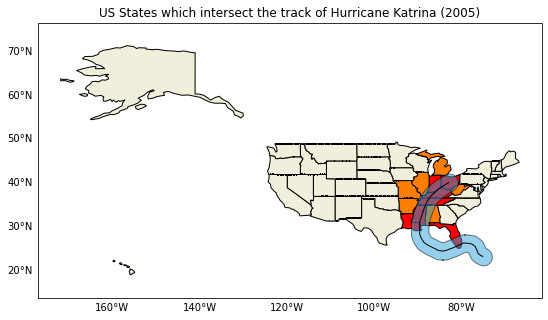 US States which intersect the track of Hurricane Katrina (2005)
70°N
60°N
50°N
40°N
30°N
20°N
160°W
140°W
120°W
100°W
80°W